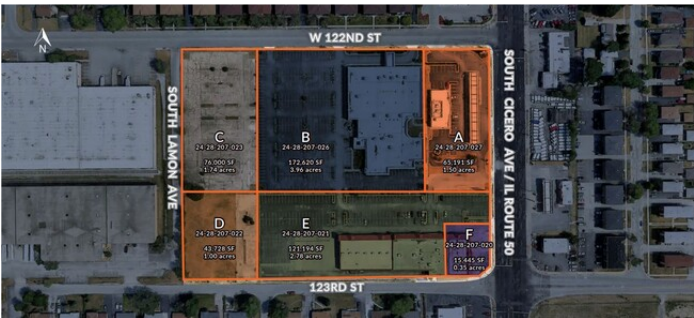 N
W 122ND ST
SOUTH LAMON AVE
SOUTH CICERO AVE / IL ROUTE 50
C
24-28-207-023
76,000 SF
1.74 acres
B
24-28-207-026
172,620 SF
3.96 acres
A
24-28-207-027
65,191 SF
1.50 acres
D
24-28-207-022
43,728 SF
1.00 acres
E
24-28-207-021
121,194 SF
2.78 acres
F
24-28-207-020
15,445 SF
0.35 acres
123RD ST